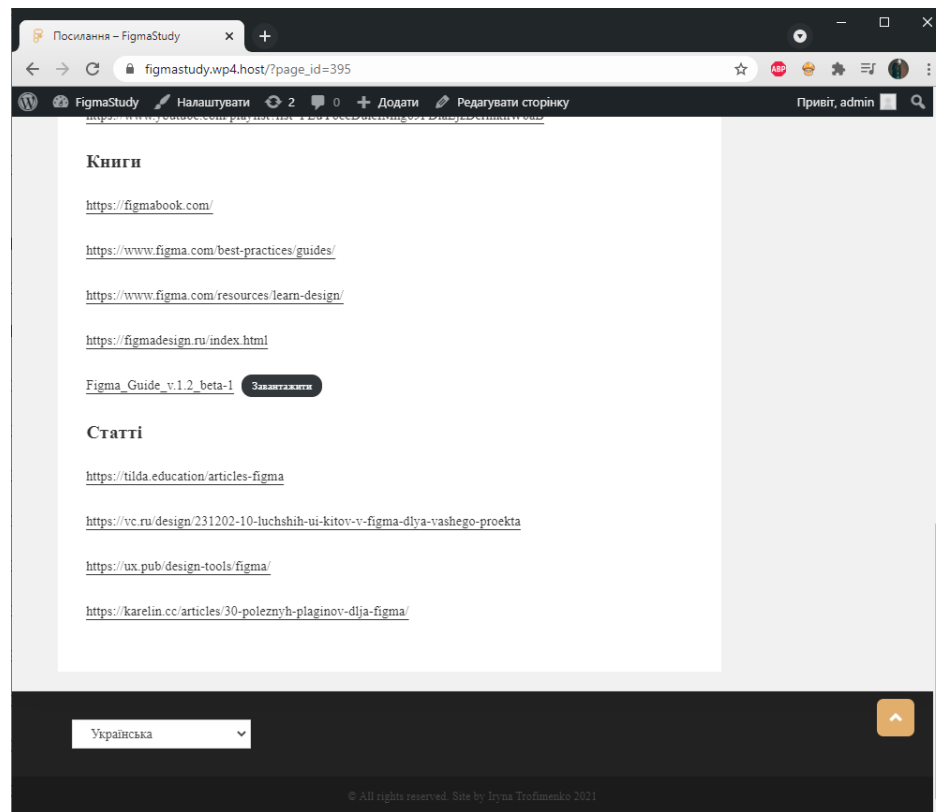 Посилання – FigmaStudy
figmastudy.wp4.host/?page_id=395
ABP
FigmaStudy Налаштувати 2 0 Додати Редагувати сторінку Привіт, admin
Книги
https://figmabook.com/
https://www.figma.com/best-practices/guides/
https://www.figma.com/resources/learn-design/
https://figmadesign.ru/index.html
Figma_Guide_v.1.2_beta-1 Завантажити
Статті
https://tilda.education/articles-figma
https://vc.ru/design/231202-10-luchshih-ui-kitov-v-figma-dlya-vashego-proekta
https://ux.pub/design-tools/figma/
https://karelin.cc/articles/30-poleznyh-plaginov-dlja-figma/
Українська
© All rights reserved. Site by Iryna Trofimenko 2021